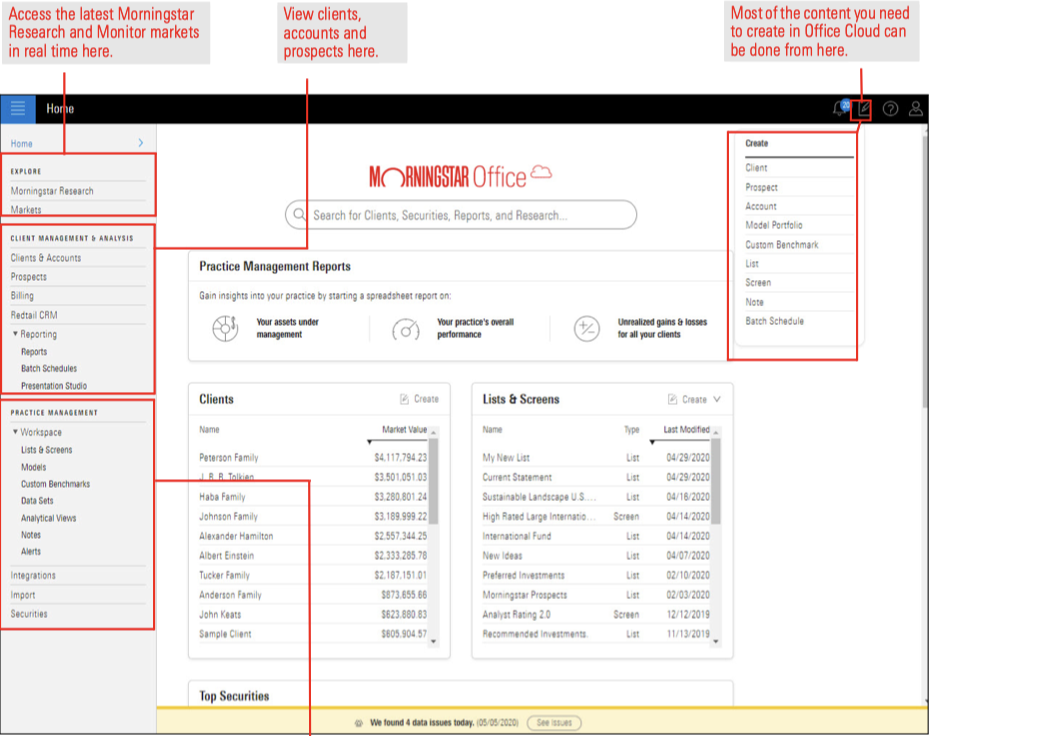 Access the latest Morningstar
Research and Monitor markets
in real time here.
View clients,
accounts and
prospects here.
Most of the content you need
to create in Office Cloud can
be done from here.
Home
20
Home
EXPLORE
Morningstar Research
Markets
CLIENT MANAGEMENT & ANALYSIS
Clients & Accounts
Prospects
Billing
Redtail CRM
Reporting
Reports
Batch Schedules
Presentation Studio
PRACTICE MANAGEMENT
Workspace
Lists & Screens
Models
Custom Benchmarks
Data Sets
Analytical Views
Notes
Alerts
Integrations
Import
Securities
MORNINGSTAR Office
Search for Clients, Securities, Reports, and Research...
Practice Management Reports
Gain insights into your practice by starting a spreadsheet report on:
Your assets under
management
Your practice's overall
performance
Unrealized gains & losses
for all your clients
Create
Client
Prospect
Account
Model Portfolio
Custom Benchmark
List
Screen
Note
Batch Schedule
Clients Create
Name Market Value
Peterson Family $4,117,794.23
J. R. R. Tolkien $3,501,051.03
Haba Family $3,280,801.24
Johnson Family $3,189,999.22
Alexander Hamilton $2,557,344.25
Albert Einstein $2,333,285.78
Tucker Family $2,187,151.01
Anderson Family $873,655.66
John Keats $623,880.83
Sample Client $605,904.57
Lists & Screens Create
Name Type Last Modified
My New List List 04/29/2020
Current Statement List 04/29/2020
Sustainable Landscape U.S.... List 04/16/2020
High Rated Large Internatio... Screen 04/14/2020
International Fund List 04/14/2020
New Ideas List 04/07/2020
Preferred Investments List 02/10/2020
Morningstar Prospects List 02/03/2020
Analyst Rating 2.0 Screen 12/12/2019
Recommended Investments. List 11/13/2019
Top Securities
We found 4 data issues today. (05/05/2020) See issues